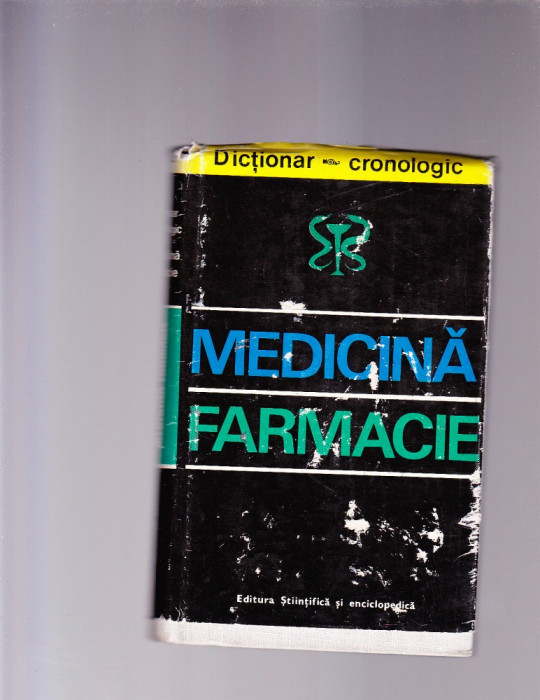 Dicționar cronologic
MEDICINĂ
FARMACIE
Editura Științifică și enciclopedică